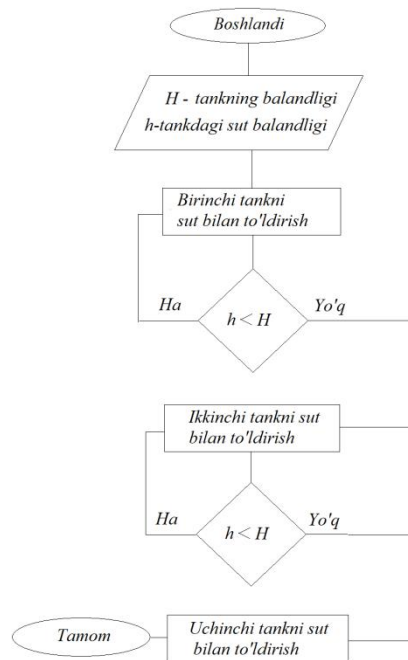 Boshlandi
H - tankning balandligi
h-tankdagi sut balandligi
Birinchi tankni
sut bilan to'ldirish
Ha
h < H
Yo'q
Ikkinchi tankni sut
bilan to'ldirish
Ha
h < H
Yo'q
Tamom
Uchinchi tankni sut
bilan to'ldirish